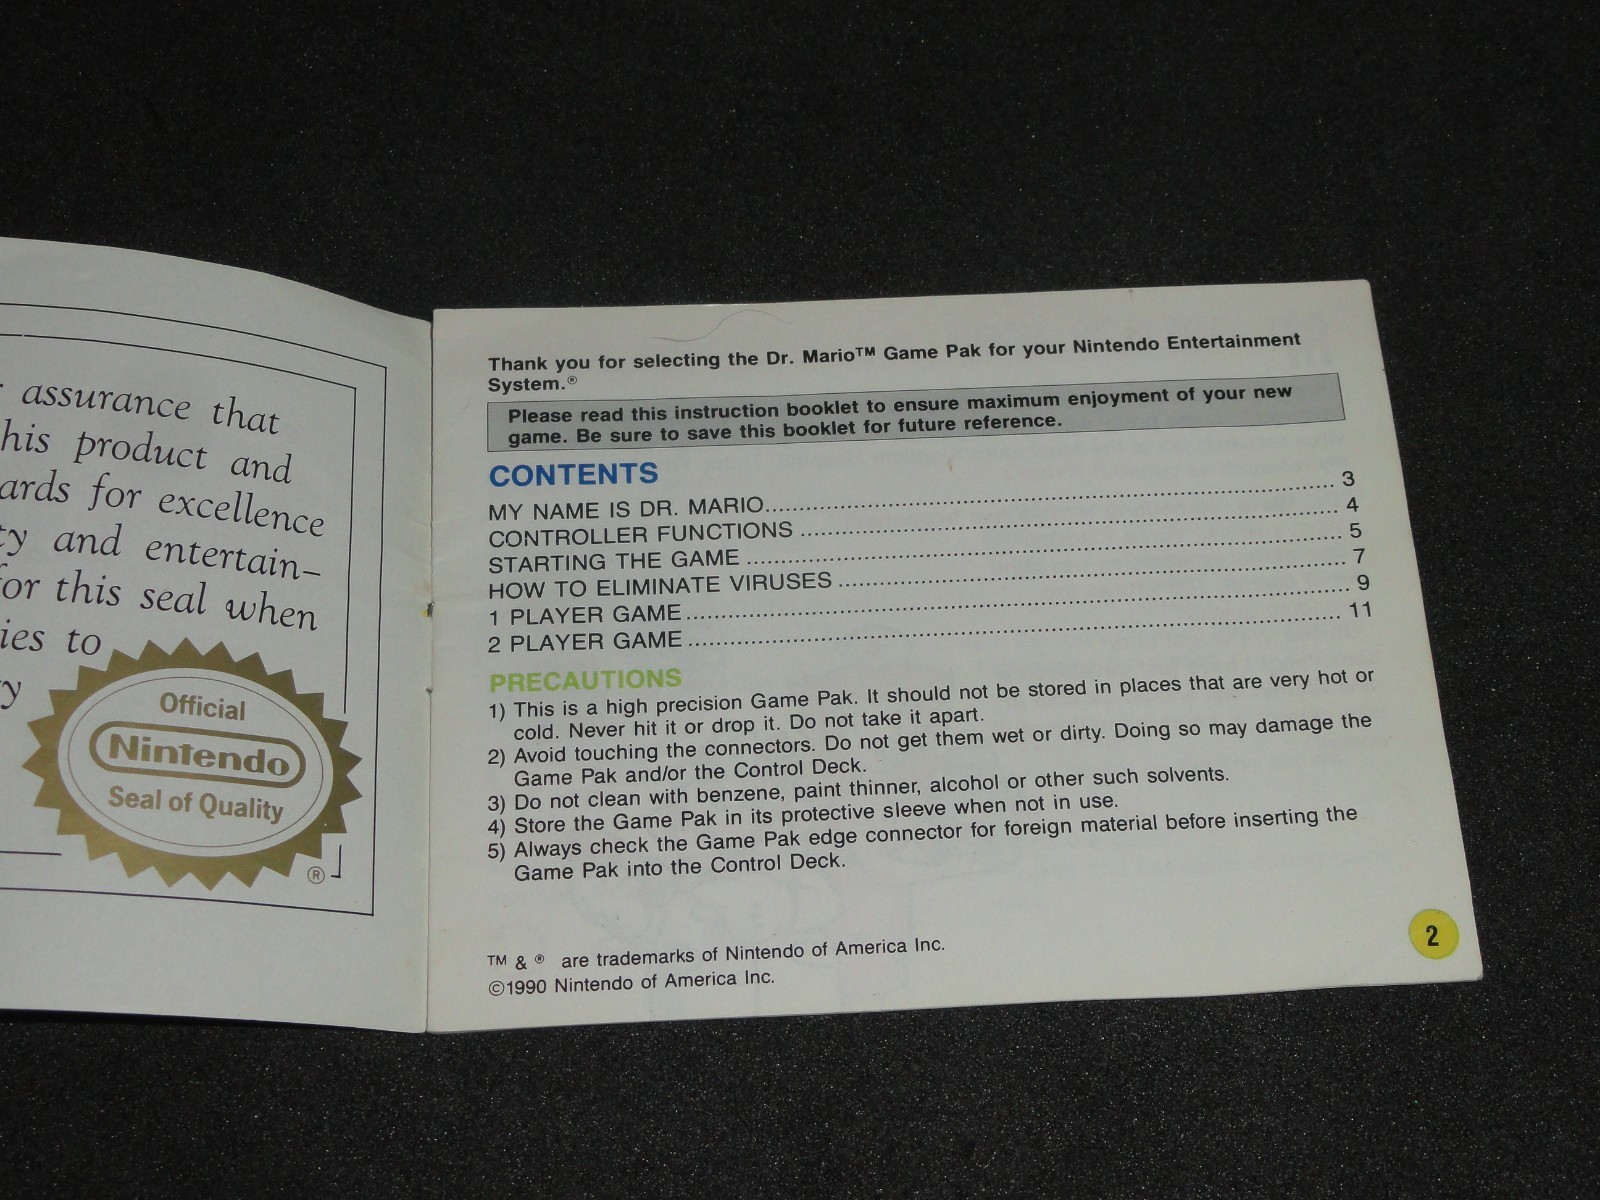 assurance that
his product and
ards for excellence
ty and entertain–
for this seal when
ies to
y
Official
Nintendo
Seal of Quality
®
Thank you for selecting the Dr. Mario™ Game Pak for your Nintendo Entertainment
System.®
Please read this instruction booklet to ensure maximum enjoyment of your new
game. Be sure to save this booklet for future reference.
CONTENTS
MY NAME IS DR. MARIO........................................ 3
CONTROLLER FUNCTIONS ........................................ 4
STARTING THE GAME ........................................ 5
HOW TO ELIMINATE VIRUSES ........................................ 7
1 PLAYER GAME........................................ 9
2 PLAYER GAME ........................................ 11
PRECAUTIONS
1) This is a high precision Game Pak. It should not be stored in places that are very hot or
cold. Never hit it or drop it. Do not take it apart.
2) Avoid touching the connectors. Do not get them wet or dirty. Doing so may damage the
Game Pak and/or the Control Deck.
3) Do not clean with benzene, paint thinner, alcohol or other such solvents.
4) Store the Game Pak in its protective sleeve when not in use.
5) Always check the Game Pak edge connector for foreign material before inserting the
Game Pak into the Control Deck.
TM & ® are trademarks of Nintendo of America Inc.
©1990 Nintendo of America Inc.
2